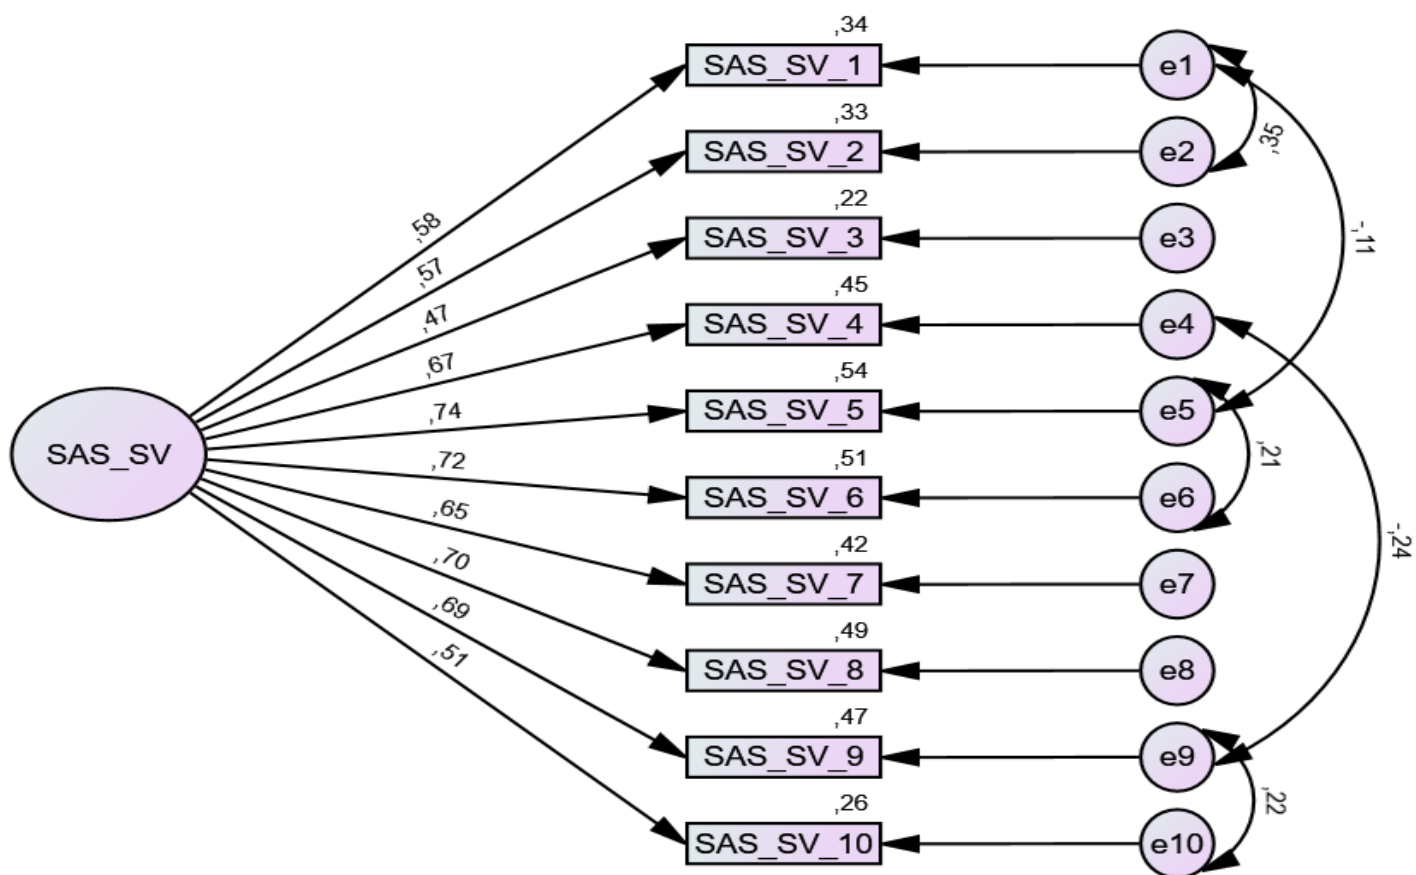 ,34
SAS_SV_1
e1
,33
SAS_SV_2
e2
,35
,22
SAS_SV_3
e3
-,11
,58
,57
,47
,45
SAS_SV_4
e4
,67
,54
SAS_SV_5
e5
,74
SAS_SV
,72
,51
SAS_SV_6
e6
,21
,65
,42
SAS_SV_7
e7
-,24
,70
,49
SAS_SV_8
e8
,69
,47
SAS_SV_9
e9
,51
,22
,26
SAS_SV_10
e10